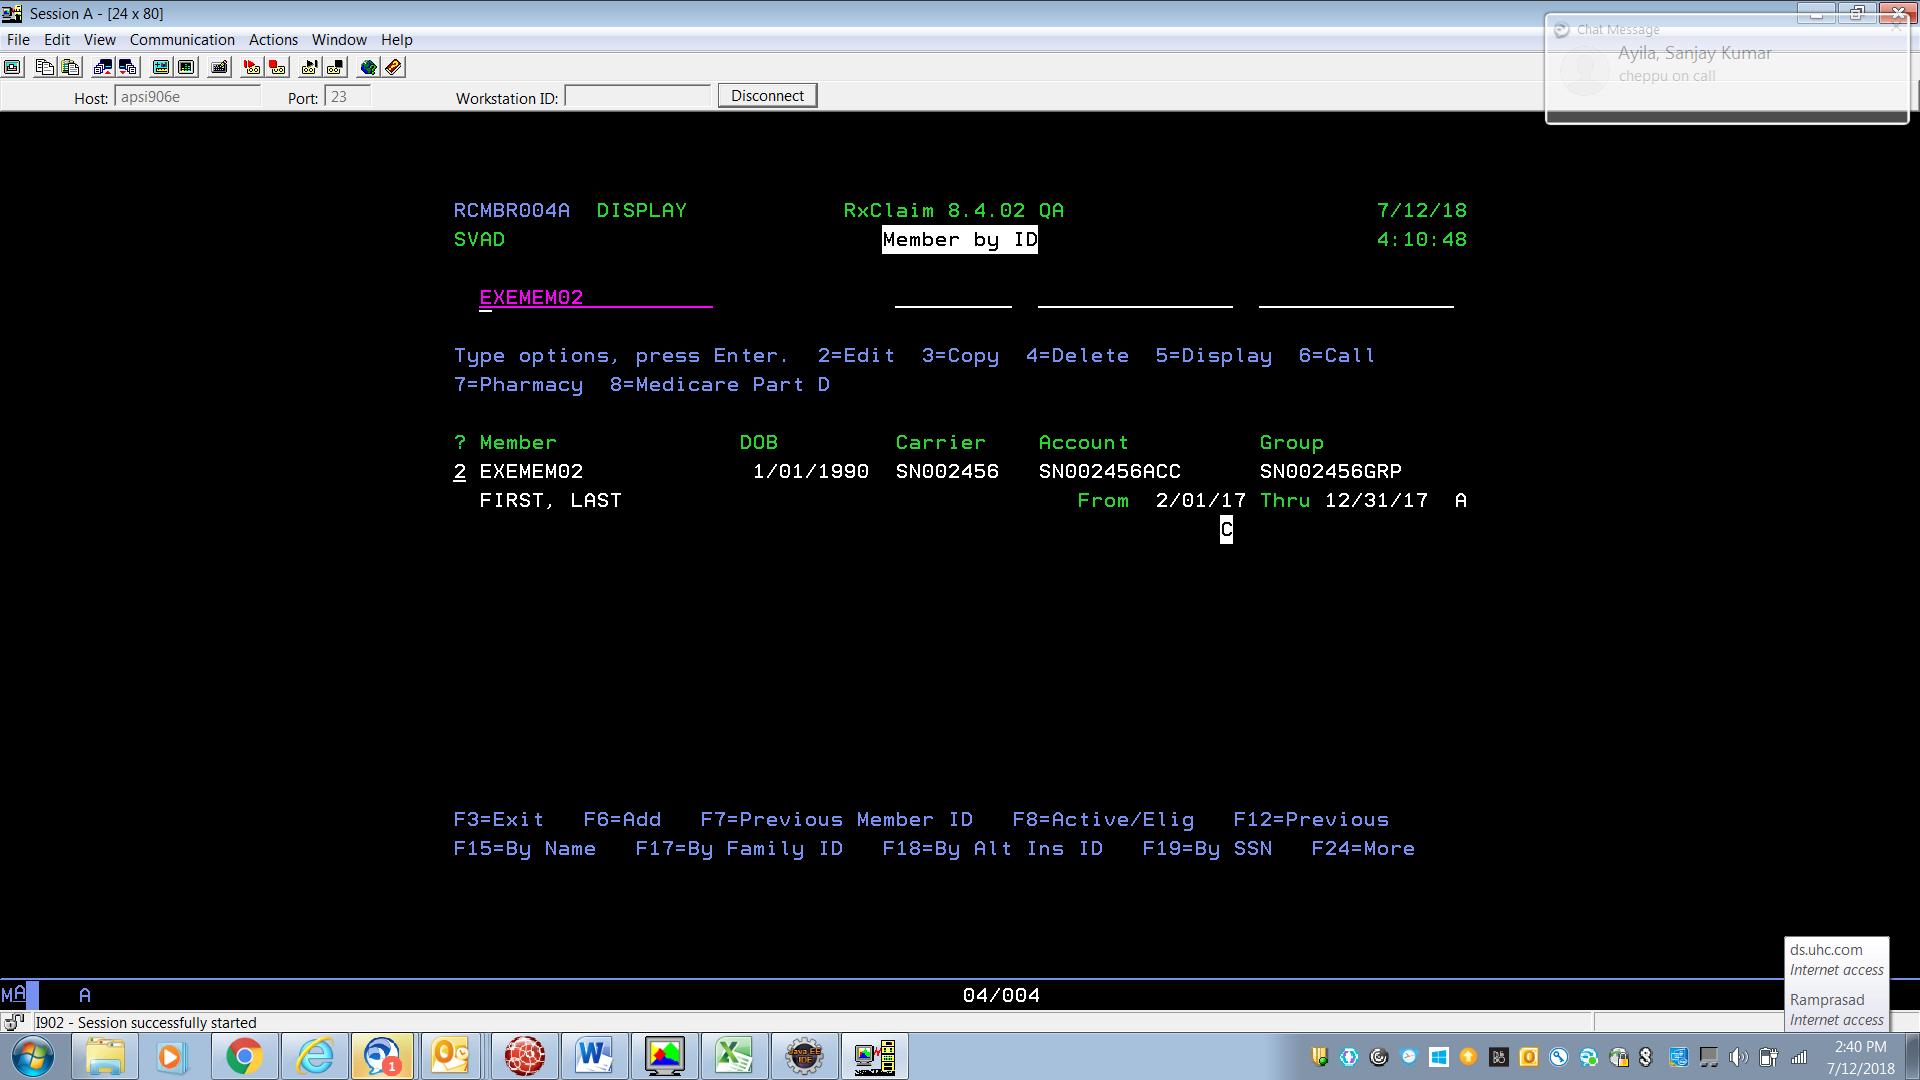 Session A - [24 x 80]
File Edit View Communication Actions Window Help
Chat Message
Ayila, Sanjay Kumar
cheppu on call
Host: apsi906e Port: 23 Workstation ID: Disconnect
RCMBR004A DISPLAY RxClaim 8.4.02 QA 7/12/18
SVAD Member by ID 4:10:48
EXEMEM02
Type options, press Enter. 2=Edit 3=Copy 4=Delete 5=Display 6=Call
7=Pharmacy 8=Medicare Part D
? Member DOB Carrier Account Group
2 EXEMEM02 1/01/1990 SN002456 SN002456ACC SN002456GRP
FIRST, LAST From 2/01/17 Thru 12/31/17 A
C
F3=Exit F6=Add F7=Previous Member ID F8=Active/Elig F12=Previous
F15=By Name F17=By Family ID F18=By Alt Ins ID F19=By SSN F24=More
ds.uhc.com
Internet access
Ramprasad
Internet access
MA A 04/004
I902 - Session successfully started
1
Java EE
IDE
2:40 PM
7/12/2018